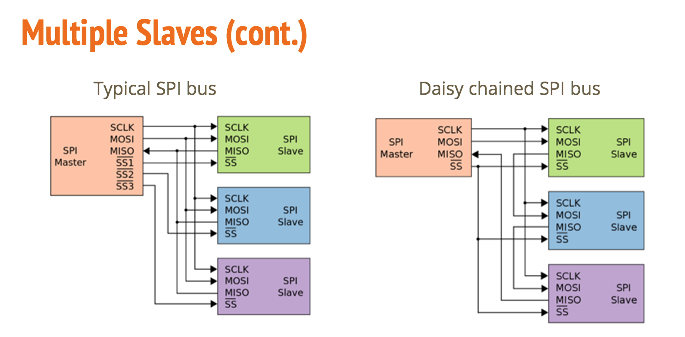 Multiple Slaves (cont.)
Typical SPI bus
SPI
Master
SCLK
MOSI
MISO
SS1
SS2
SS3
SCLK
MOSI
MISO
SS
SPI
Slave
SCLK
MOSI
MISO
SS
SPI
Slave
SCLK
MOSI
MISO
SS
SPI
Slave
Daisy chained SPI bus
SPI
Master
SCLK
MOSI
MISO
SS
SCLK
MOSI
MISO
SS
SPI
Slave
SCLK
MOSI
MISO
SS
SPI
Slave
SCLK
MOSI
MISO
SS
SPI
Slave